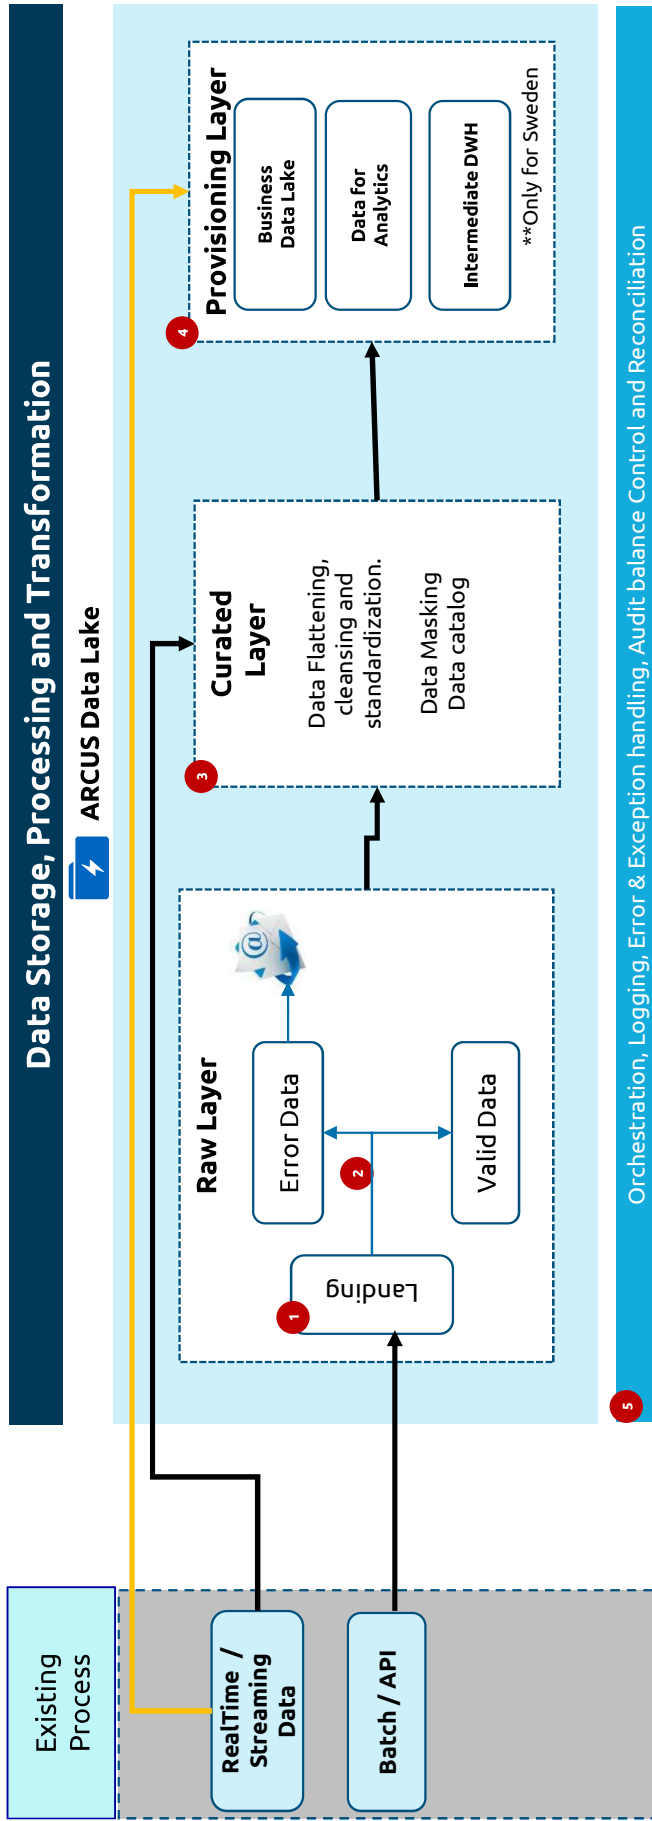 Existing
Process
RealTime /
Streaming
Data
Batch / API
Data Storage, Processing and Transformation
ARCUS Data Lake
Raw Layer
1
Landing
2
Error Data
@
Valid Data
3
Curated
Layer
Data Flattening,
cleansing and
standardization.
Data Masking
Data catalog
4
Provisioning Layer
Business
Data Lake
Data for
Analytics
Intermediate DWH
**Only for Sweden
5
Orchestration, Logging, Error & Exception handling, Audit balance Control and Reconciliation